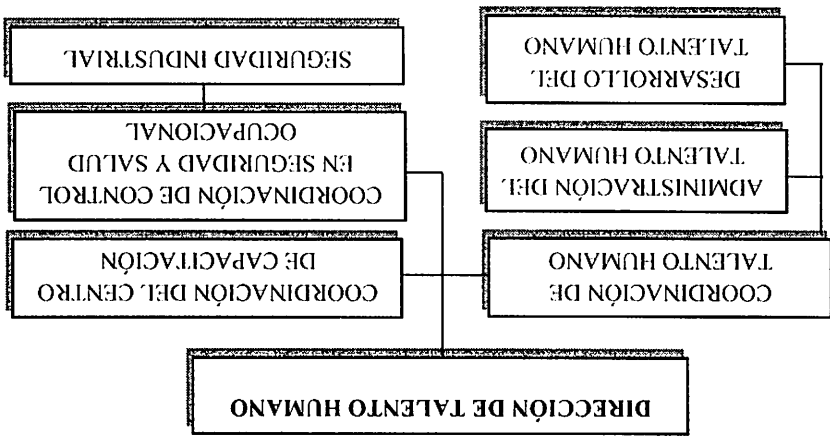 DIRECCIÓN DE TALENTO HUMANO
COORDINACIÓN DEL CENTRO
DE CAPACITACIÓN
COORDINACIÓN DE
TALENTO HUMANO
COORDINACIÓN DE CONTROL
EN SEGURIDAD Y SALUD
OCUPACIONAL
ADMINISTRACIÓN DEL
TALENTO HUMANO
SEGURIDAD INDUSTRIAL
DESARROLLO DEL
TALENTO HUMANO